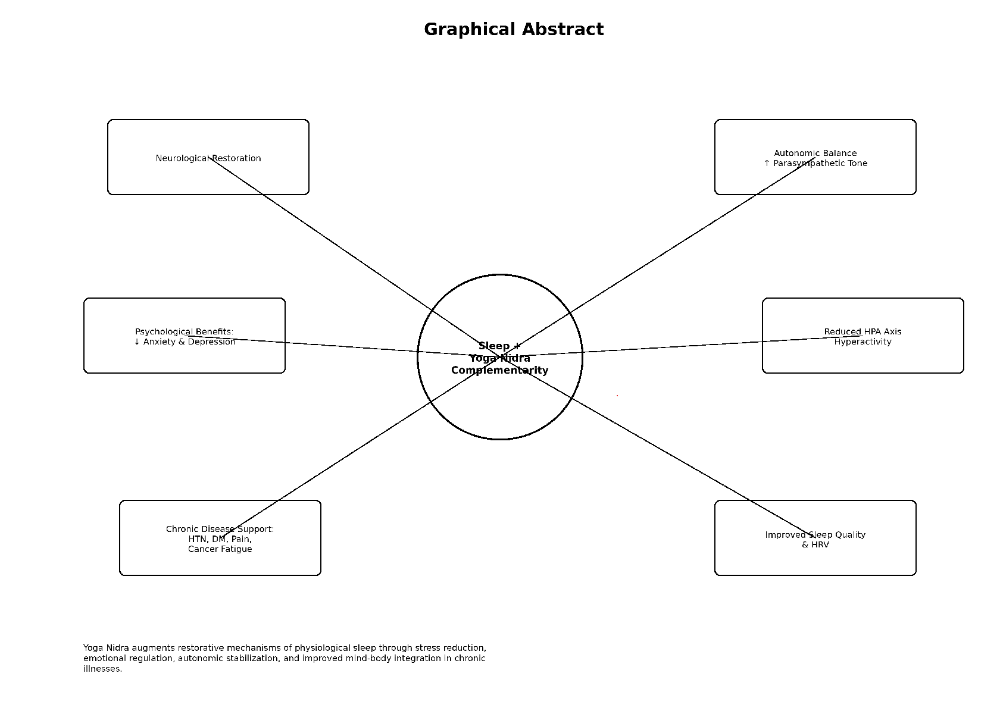 Graphical Abstract
Neurological Restoration
Autonomic Balance
↑ Parasympathetic Tone
Psychological Benefits:
↓ Anxiety & Depression
Sleep +
Yoga Nidra
Complementarity
Reduced HPA Axis
Hyperactivity
Chronic Disease Support:
HTN, DM, Pain,
Cancer Fatigue
Improved Sleep Quality
& HRV
Yoga Nidra augments restorative mechanisms of physiological sleep through stress reduction,
emotional regulation, autonomic stabilization, and improved mind-body integration in chronic
illnesses.